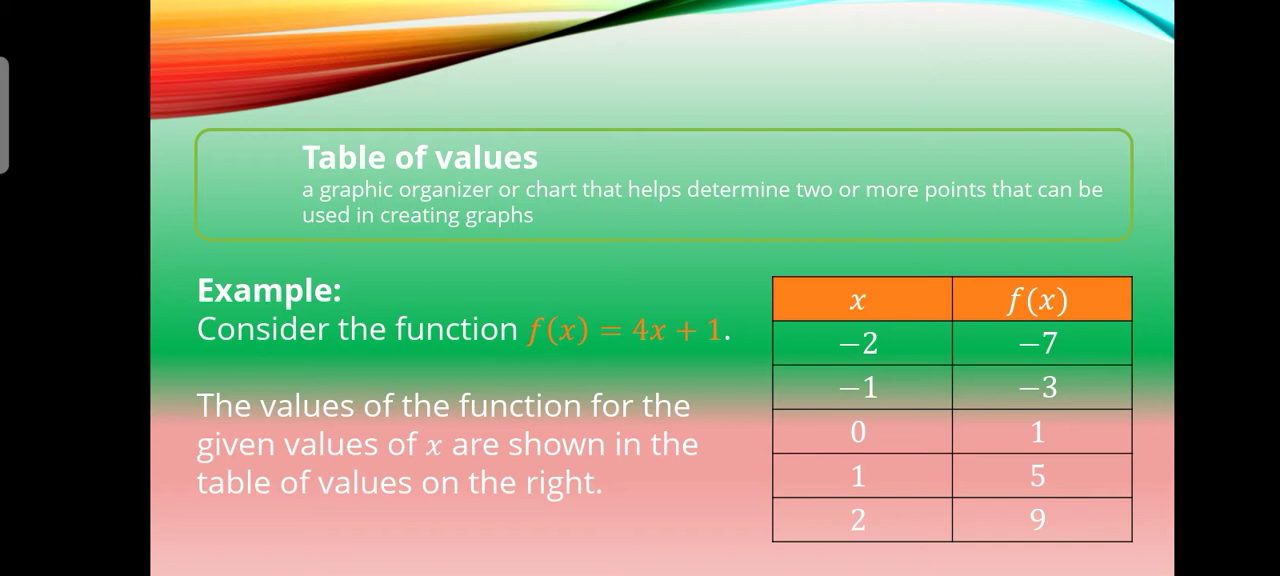 Table of values
a graphic organizer or chart that helps determine two or more points that can be
used in creating graphs
Example:
Consider the function f(x) = 4x + 1.
The values of the function for the
given values of x are shown in the
table of values on the right.
x f(x)
−2 −7
−1 −3
0 1
1 5
2 9